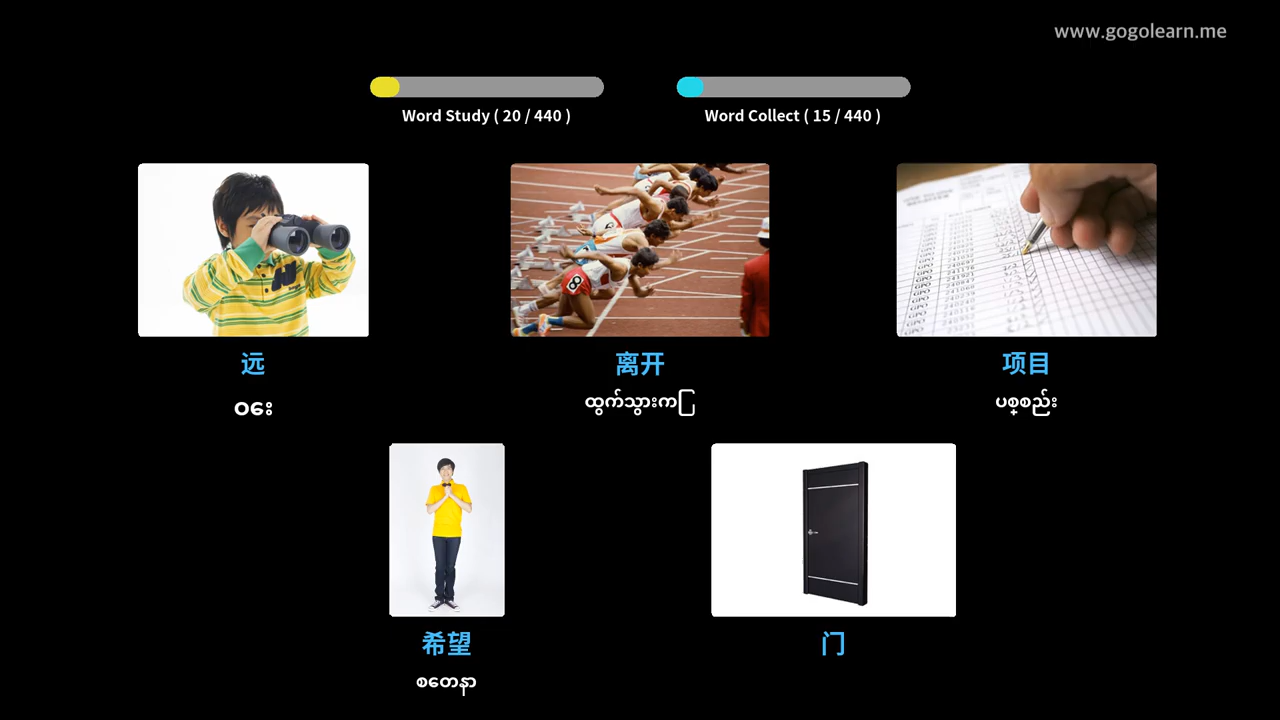 www.gogolearn.me
Word Study ( 20 / 440 )
Word Collect ( 15 / 440 )
远
离开
项目
ဝေး
ထွက်သွားကြ
ပစ္စည်း
希望
门
စေတနာ